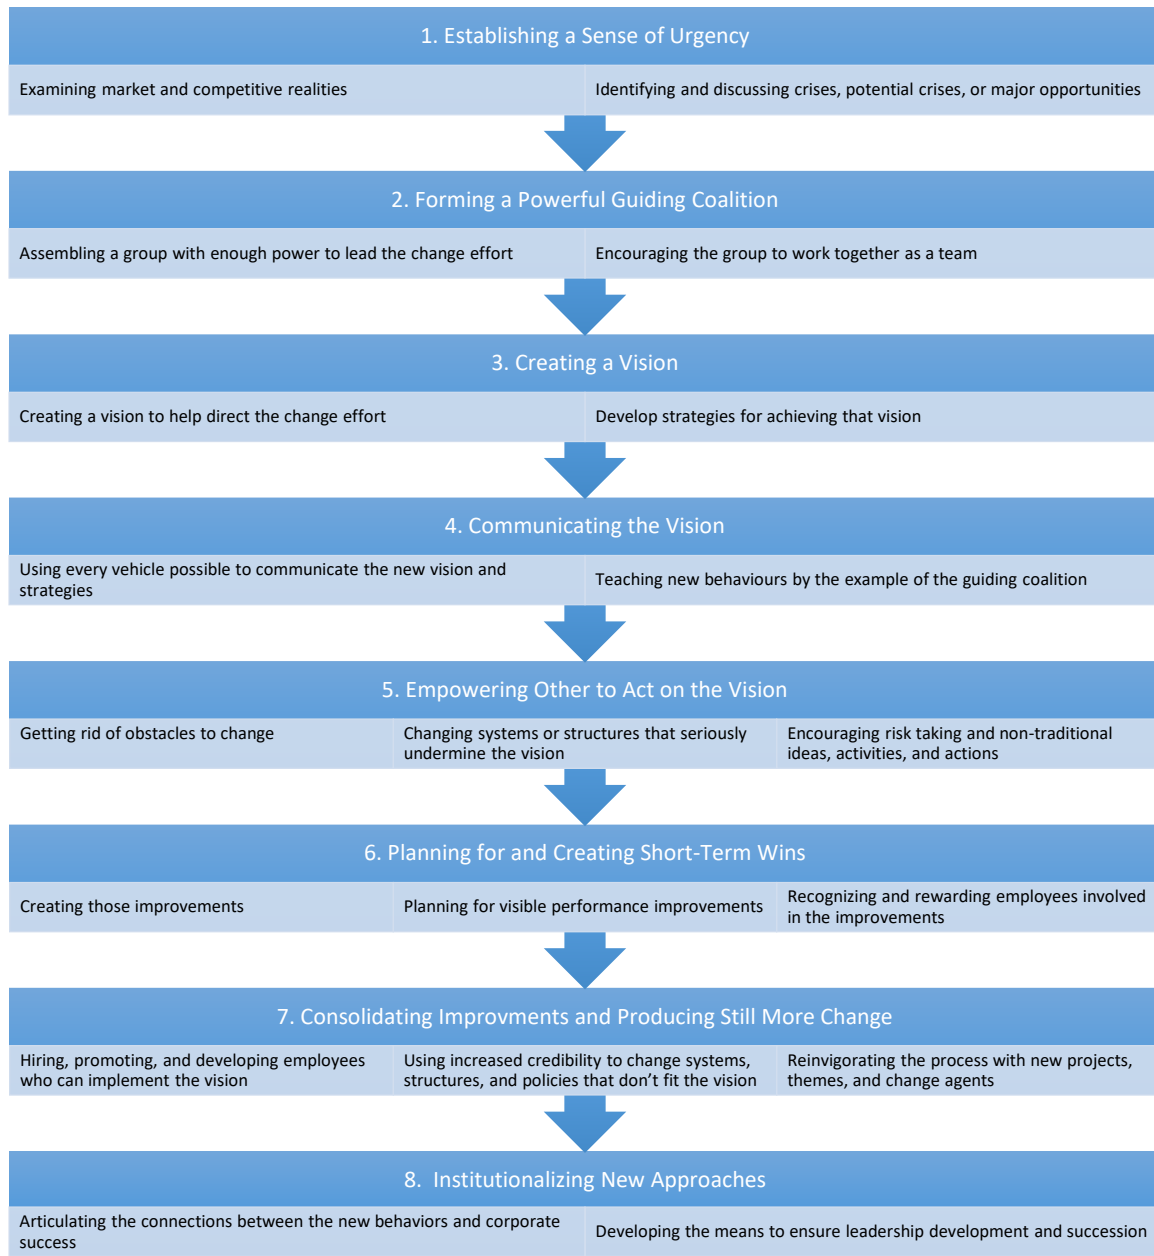 1. Establishing a Sense of Urgency
Examining market and competitive realities
Identifying and discussing crises, potential crises, or major opportunities
2. Forming a Powerful Guiding Coalition
Assembling a group with enough power to lead the change effort
Encouraging the group to work together as a team
3. Creating a Vision
Creating a vision to help direct the change effort
Develop strategies for achieving that vision
4. Communicating the Vision
Using every vehicle possible to communicate the new vision and
strategies
Teaching new behaviours by the example of the guiding coalition
5. Empowering Other to Act on the Vision
Getting rid of obstacles to change
Changing systems or structures that seriously
undermine the vision
Encouraging risk taking and non-traditional
ideas, activities, and actions
6. Planning for and Creating Short-Term Wins
Creating those improvements
Planning for visible performance improvements
Recognizing and rewarding employees involved
in the improvements
7. Consolidating Improvments and Producing Still More Change
Hiring, promoting, and developing employees
who can implement the vision
Using increased credibility to change systems,
structures, and policies that don't fit the vision
Reinvigorating the process with new projects,
themes, and change agents
8. Institutionalizing New Approaches
Articulating the connections between the new behaviors and corporate
success
Developing the means to ensure leadership development and succession